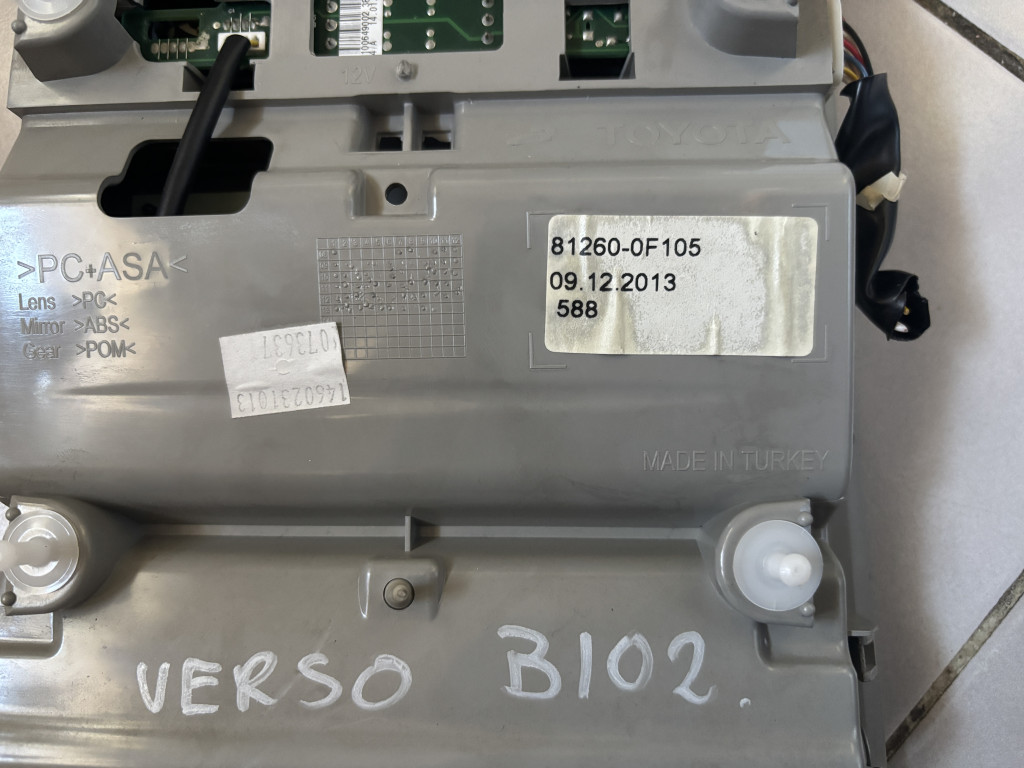 12V
TOYOTA
>PC+ASA<
Lens >PC<
Mirror >ABS<
Gear >POM<
81260-0F105
09.12.2013
588
1460231013
MADE IN TURKEY
VERSO B102.